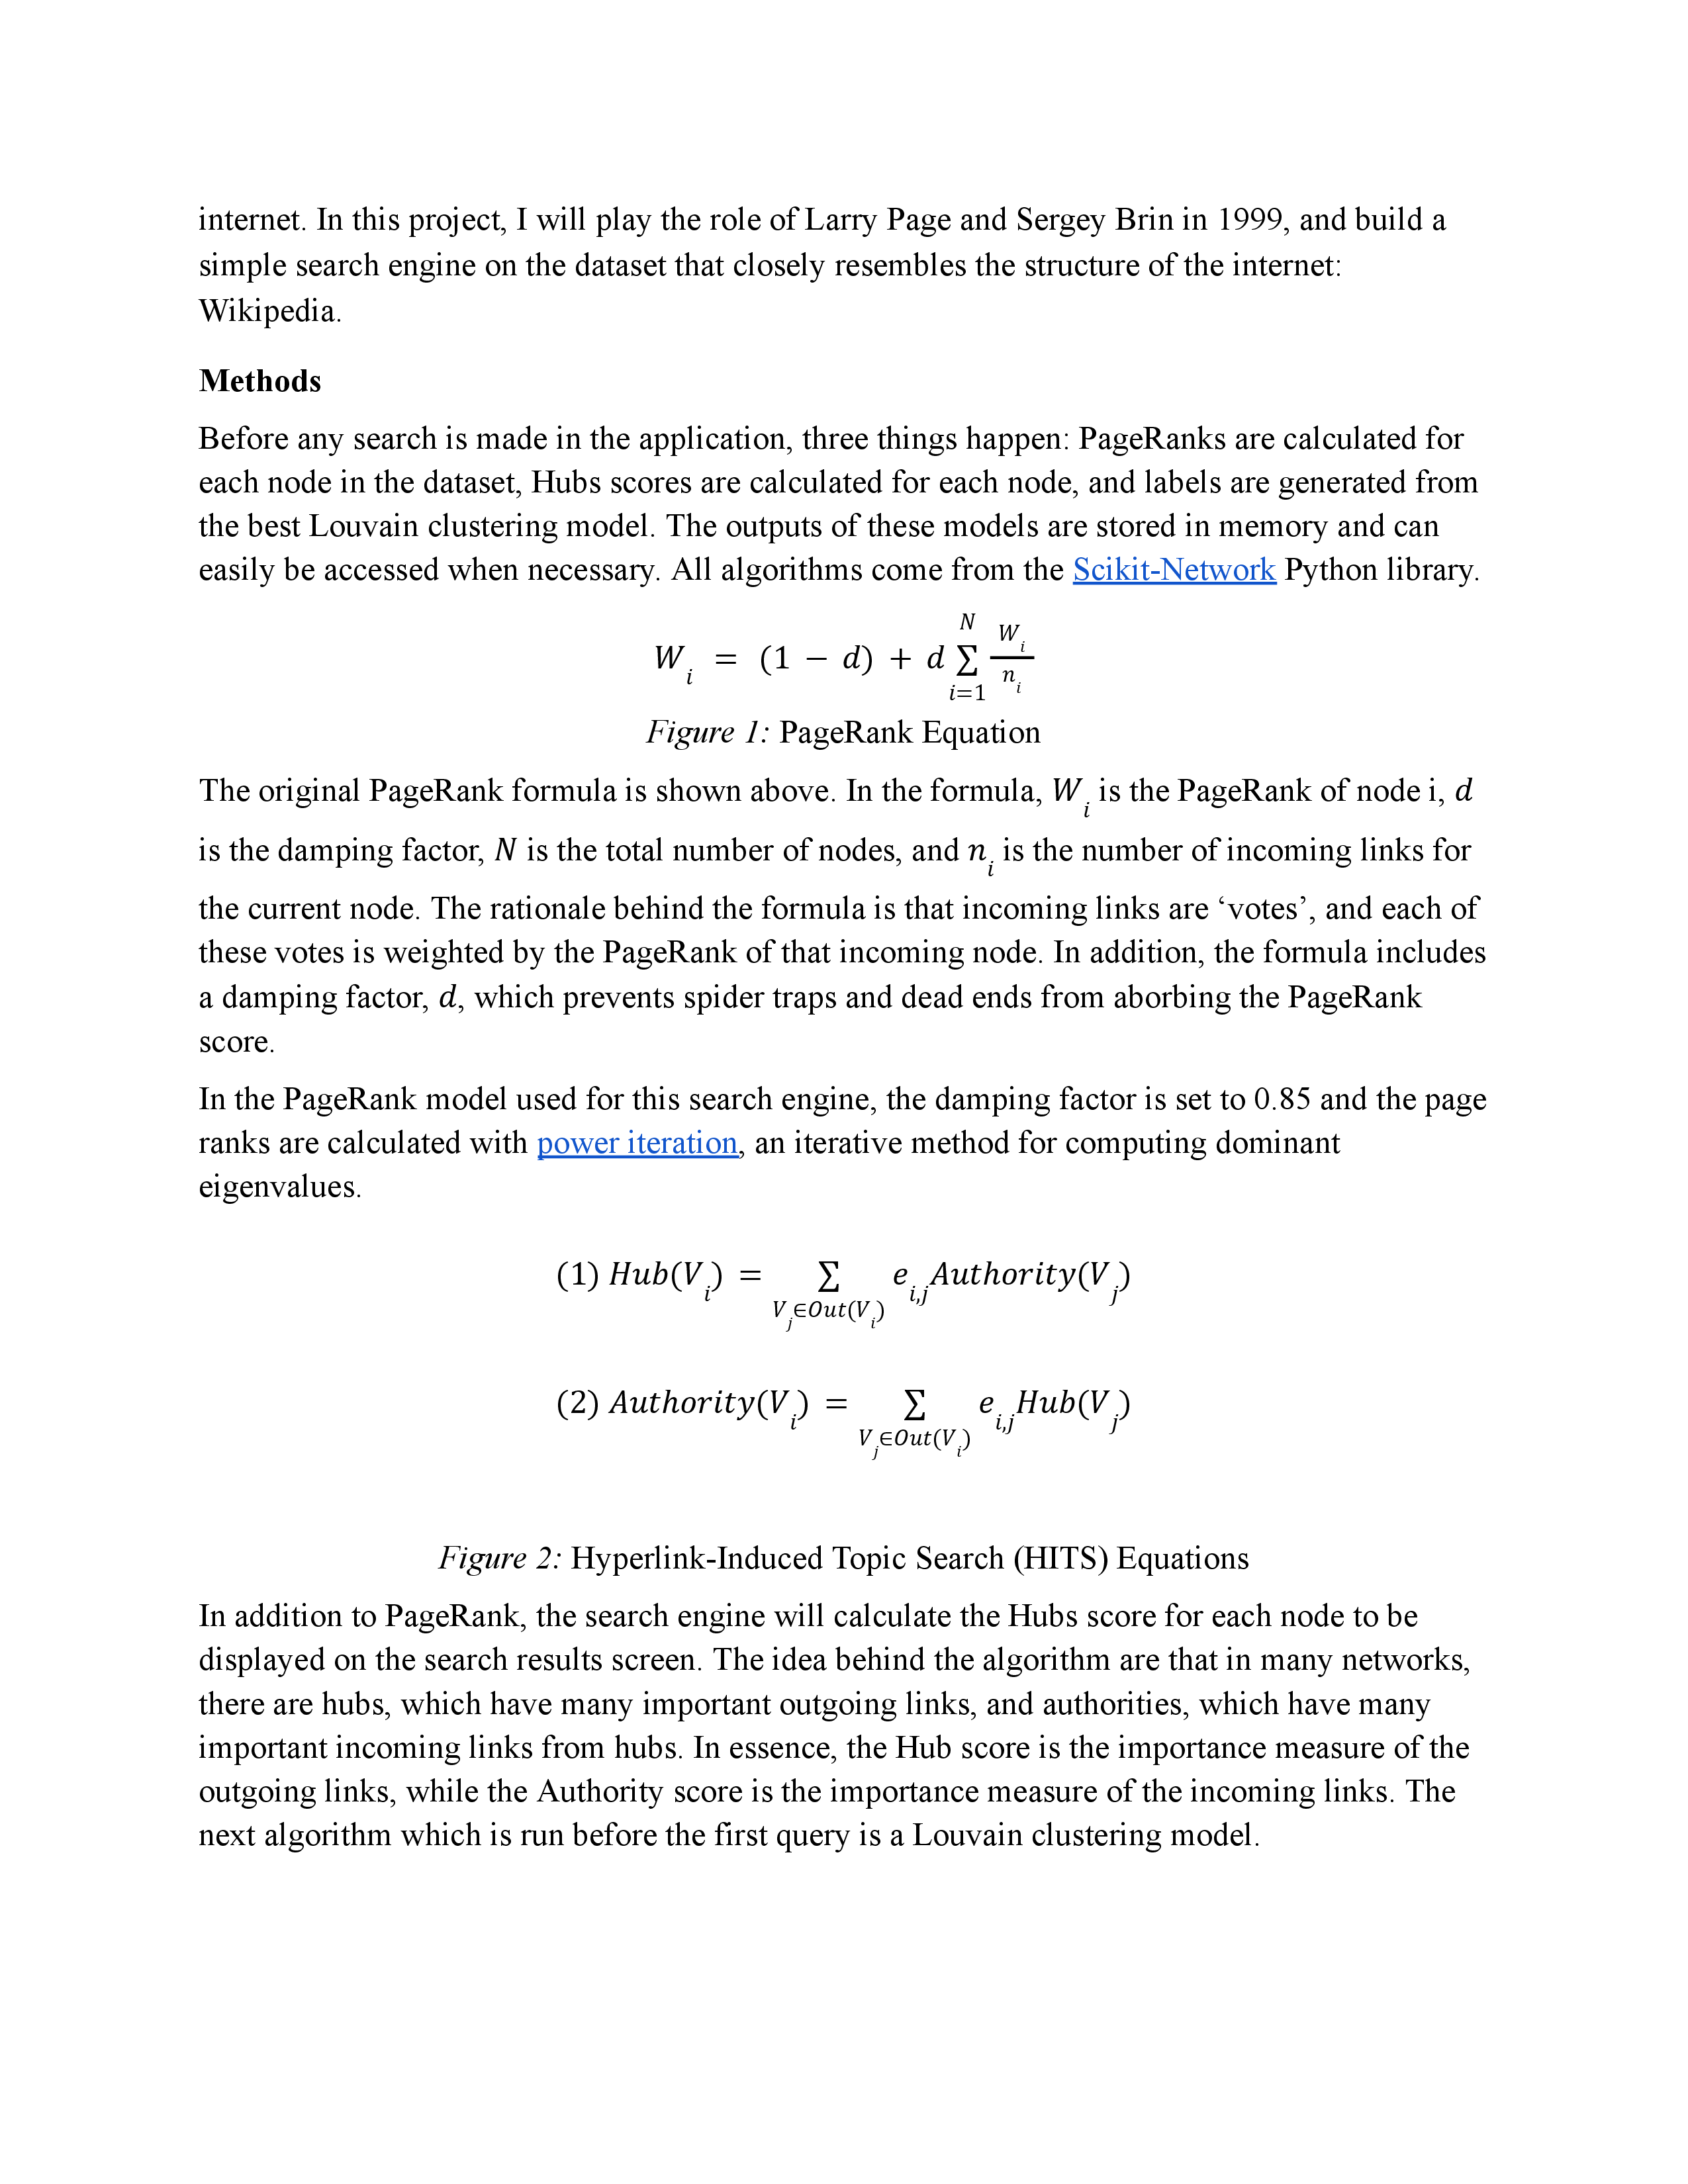 internet. In this project, I will play the role of Larry Page and Sergey Brin in 1999, and build a
simple search engine on the dataset that closely resembles the structure of the internet:
Wikipedia.
Methods
Before any search is made in the application, three things happen: PageRanks are calculated for
each node in the dataset, Hubs scores are calculated for each node, and labels are generated from
the best Louvain clustering model. The outputs of these models are stored in memory and can
easily be accessed when necessary. All algorithms come from the Scikit-Network Python library.
W_i = (1 − d) + d ∑_{i=1}^{N} W_i / n_i
Figure 1: PageRank Equation
The original PageRank formula is shown above. In the formula, W_i is the PageRank of node i, d
is the damping factor, N is the total number of nodes, and n_i is the number of incoming links for
the current node. The rationale behind the formula is that incoming links are ‘votes’, and each of
these votes is weighted by the PageRank of that incoming node. In addition, the formula includes
a damping factor, d, which prevents spider traps and dead ends from aborbing the PageRank
score.
In the PageRank model used for this search engine, the damping factor is set to 0.85 and the page
ranks are calculated with power iteration, an iterative method for computing dominant
eigenvalues.
(1) Hub(V_i) = ∑_{V_j∈Out(V_i)} e_{i,j}Authority(V_j)
(2) Authority(V_i) = ∑_{V_j∈Out(V_i)} e_{i,j}Hub(V_j)
Figure 2: Hyperlink-Induced Topic Search (HITS) Equations
In addition to PageRank, the search engine will calculate the Hubs score for each node to be
displayed on the search results screen. The idea behind the algorithm are that in many networks,
there are hubs, which have many important outgoing links, and authorities, which have many
important incoming links from hubs. In essence, the Hub score is the importance measure of the
outgoing links, while the Authority score is the importance measure of the incoming links. The
next algorithm which is run before the first query is a Louvain clustering model.